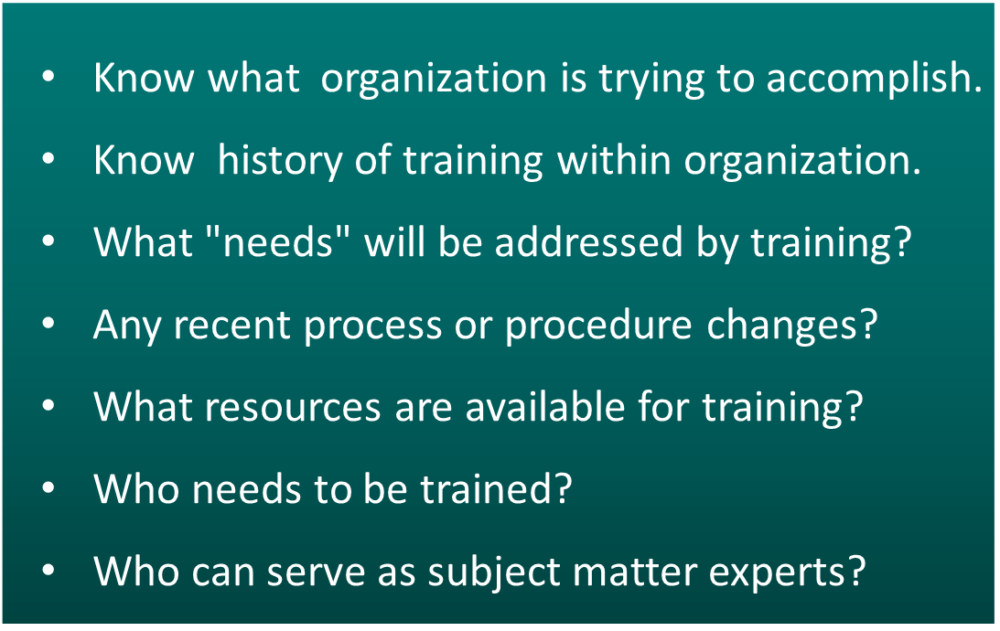 • Know what  organization is trying to accomplish.
• Know  history of training within organization.
• What "needs" will be addressed by training?
• Any recent process or procedure changes?
• What resources are available for training?
• Who needs to be trained?
• Who can serve as subject matter experts?